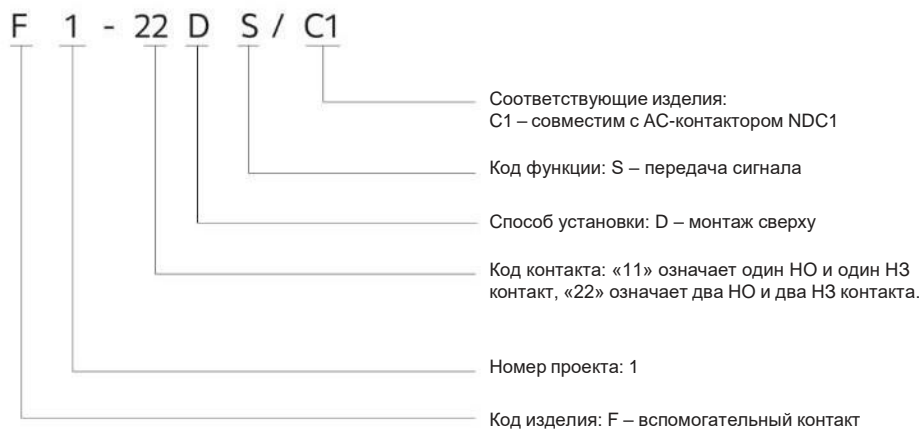 F 1 - 22 D S / C1
Соответствующие изделия:
С1 – совместим с АС-контактором NDC1
Код функции: S – передача сигнала
Способ установки: D – монтаж сверху
Код контакта: «11» означает один НО и один НЗ
контакт, «22» означает два НО и два НЗ контакта.
Номер проекта: 1
Код изделия: F – вспомогательный контакт